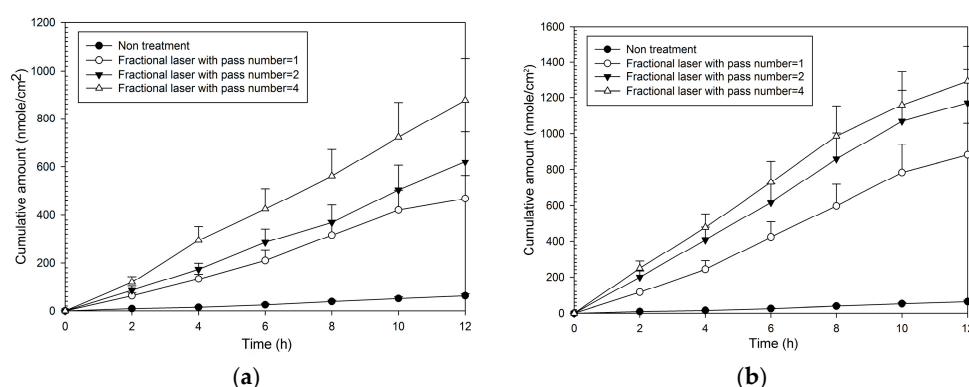 1200
1000
800
600
400
200
0
Cumulative amount (nmole/cm²)
Non treatment
Fractional laser with pass number=1
Fractional laser with pass number=2
Fractional laser with pass number=4
0 2 4 6 8 10 12
Time (h)
(a)
1600
1400
1200
1000
800
600
400
200
0
Cumulative amount (nmole/cm²)
Non treatment
Fractional laser with pass number=1
Fractional laser with pass number=2
Fractional laser with pass number=4
0 2 4 6 8 10 12
Time (h)
(b)